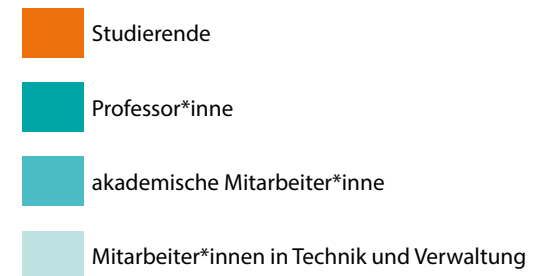 Studierende
Professor*inne
akademische Mitarbeiter*inne
Mitarbeiter*innen in Technik und Verwaltung